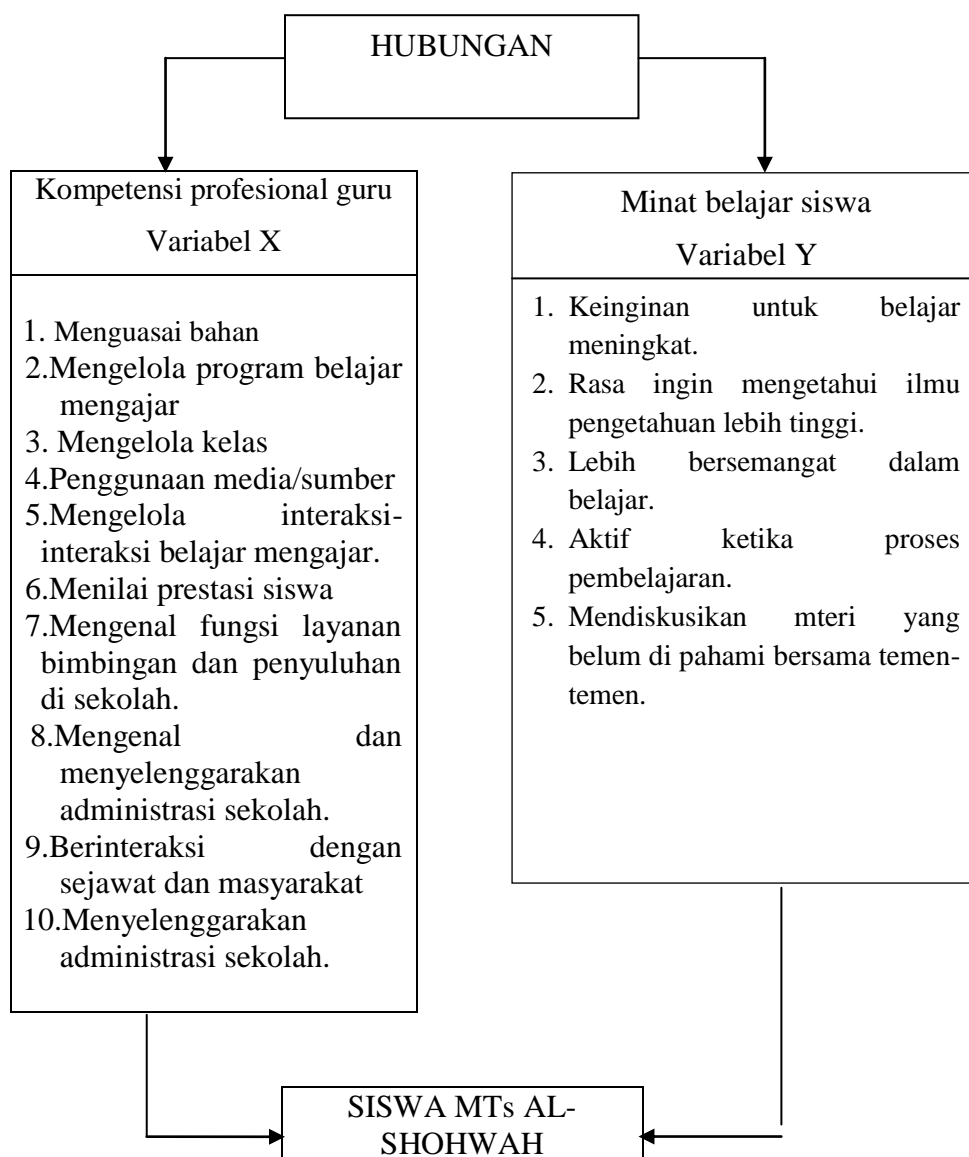 HUBUNGAN
Kompetensi profesional guru
Variabel X
1. Menguasai bahan
2.Mengelola program belajar
mengajar
3. Mengelola kelas
4.Penggunaan media/sumber
5.Mengelola interaksi-
interaksi belajar mengajar.
6.Menilai prestasi siswa
7.Mengenal fungsi layanan
bimbingan dan penyuluhan
di sekolah.
8.Mengenal dan
menyelenggarakan
administrasi sekolah.
9.Berinteraksi dengan
sejawat dan masyarakat
10.Menyelenggarakan
administrasi sekolah.
Minat belajar siswa
Variabel Y
1. Keinginan untuk belajar
meningkat.
2. Rasa ingin mengetahui ilmu
pengetahuan lebih tinggi.
3. Lebih bersemangat dalam
belajar.
4. Aktif ketika proses
pembelajaran.
5. Mendiskusikan mteri yang
belum di pahami bersama temen-
temen.
SISWA MTs AL-
SHOHWAH